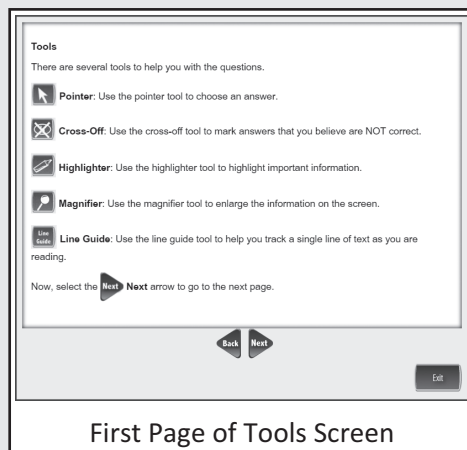 Tools
There are several tools to help you with the questions.
Pointer: Use the pointer tool to choose an answer.
Cross-Off: Use the cross-off tool to mark answers that you believe are NOT correct.
Highlighter: Use the highlighter tool to highlight important information.
Magnifier: Use the magnifier tool to enlarge the information on the screen.
Line
Guide
Line Guide: Use the line guide tool to help you track a single line of text as you are
reading.
Now, select the Next Next arrow to go to the next page.
Back Next
Exit
First Page of Tools Screen